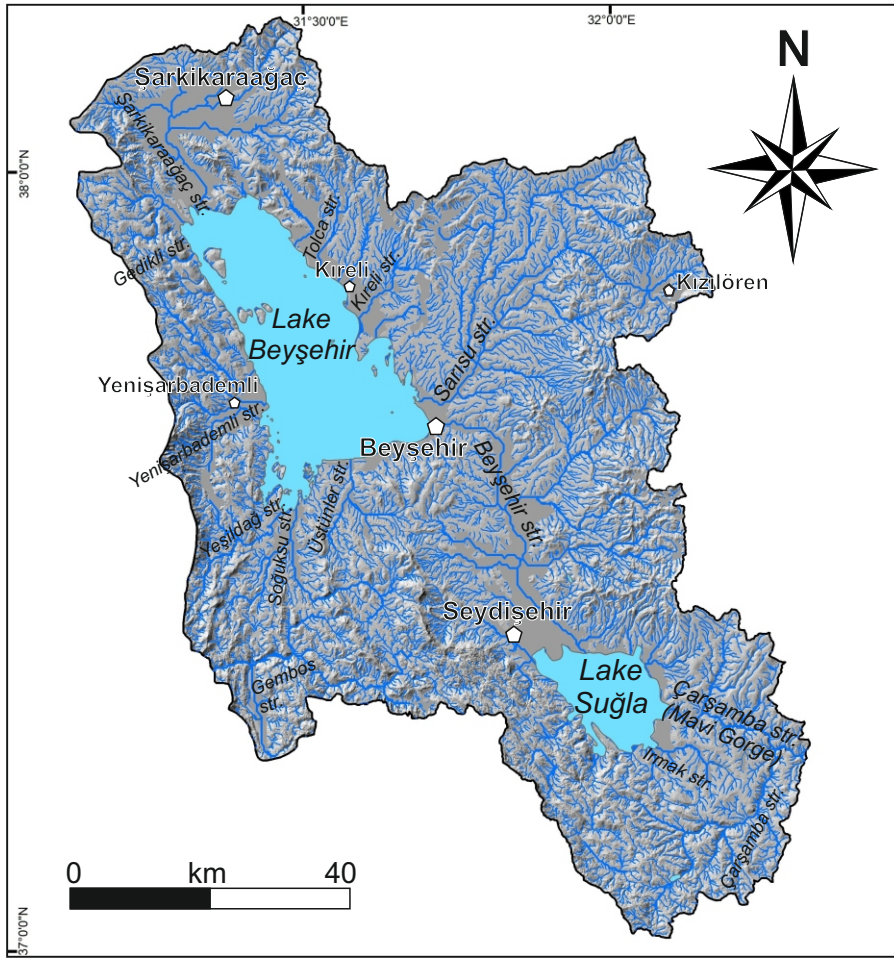 31°30'0"E
32°0'0"E
N
Şarkikaraağaç
Şarkikaraağaç str.
38°0'0"N
Tolca str.
Gedikli str.
Kıreli
Kıreli str.
Kızılören
Lake
Beyşehir
Sarısu str.
Yenişarbademli
Yenişarbademli str.
Beyşehir
Beyşehir str.
Üstünler str.
Yeşildağ str.
Soğuksu str.
Seydişehir
Gembos
str.
Lake
Suğla
Çarşamba str.
(Mavi Gorge)
Irmak str.
Çarşamba str.
0 km 40
37°0'0"N